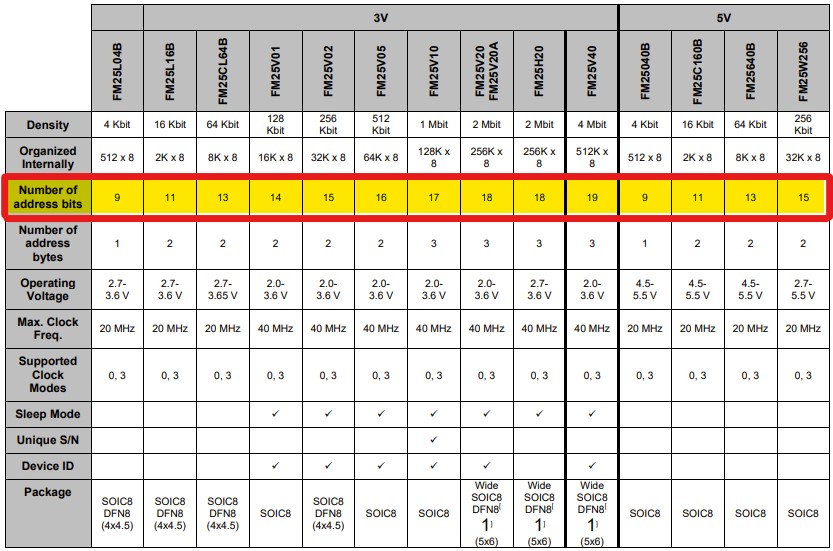 3V 5V
FM25L04B FM25L16B FM25CL64B FM25V01 FM25V02 FM25V05 FM25V10 FM25V20 FM25V20A FM25H20 FM25V40 FM25040B FM25C160B FM25640B FM25W256
Density 4 Kbit 16 Kbit 64 Kbit 128 Kbit 256 Kbit 512 Kbit 1 Mbit 2 Mbit 2 Mbit 4 Mbit 4 Kbit 16 Kbit 64 Kbit 256 Kbit
Organized Internally 512 x 8 2K x 8 8K x 8 16K x 8 32K x 8 64K x 8 128K x 8 256K x 8 256K x 8 512K x 8 512 x 8 2K x 8 8K x 8 32K x 8
Number of address bits 9 11 13 14 15 16 17 18 18 19 9 11 13 15
Number of address bytes 1 2 2 2 2 2 3 3 3 3 1 2 2 2
Operating Voltage 2.7-3.6 V 2.7-3.6 V 2.7-3.65 V 2.0-3.6 V 2.0-3.6 V 2.0-3.6 V 2.0-3.6 V 2.0-3.6 V 2.7-3.6 V 2.0-3.6 V 4.5-5.5 V 4.5-5.5 V 4.5-5.5 V 2.7-5.5 V
Max. Clock Freq. 20 MHz 20 MHz 20 MHz 40 MHz 40 MHz 40 MHz 40 MHz 40 MHz 40 MHz 40 MHz 20 MHz 20 MHz 20 MHz 20 MHz
Supported Clock Modes 0, 3 0, 3 0, 3 0, 3 0, 3 0, 3 0, 3 0, 3 0, 3 0, 3 0, 3 0, 3 0, 3 0, 3
Sleep Mode ✓ ✓ ✓ ✓ ✓ ✓ ✓
Unique S/N ✓
Device ID ✓ ✓ ✓ ✓ ✓ ✓
Package SOIC8 DFN8 (4x4.5) SOIC8 DFN8 (4x4.5) SOIC8 DFN8 (4x4.5) SOIC8 SOIC8 DFN8 (4x4.5) SOIC8 SOIC8 Wide SOIC8 DFN8[1] (5x6) Wide SOIC8 DFN8[1] (5x6) Wide SOIC8 DFN8[1] (5x6) SOIC8 SOIC8 SOIC8 SOIC8